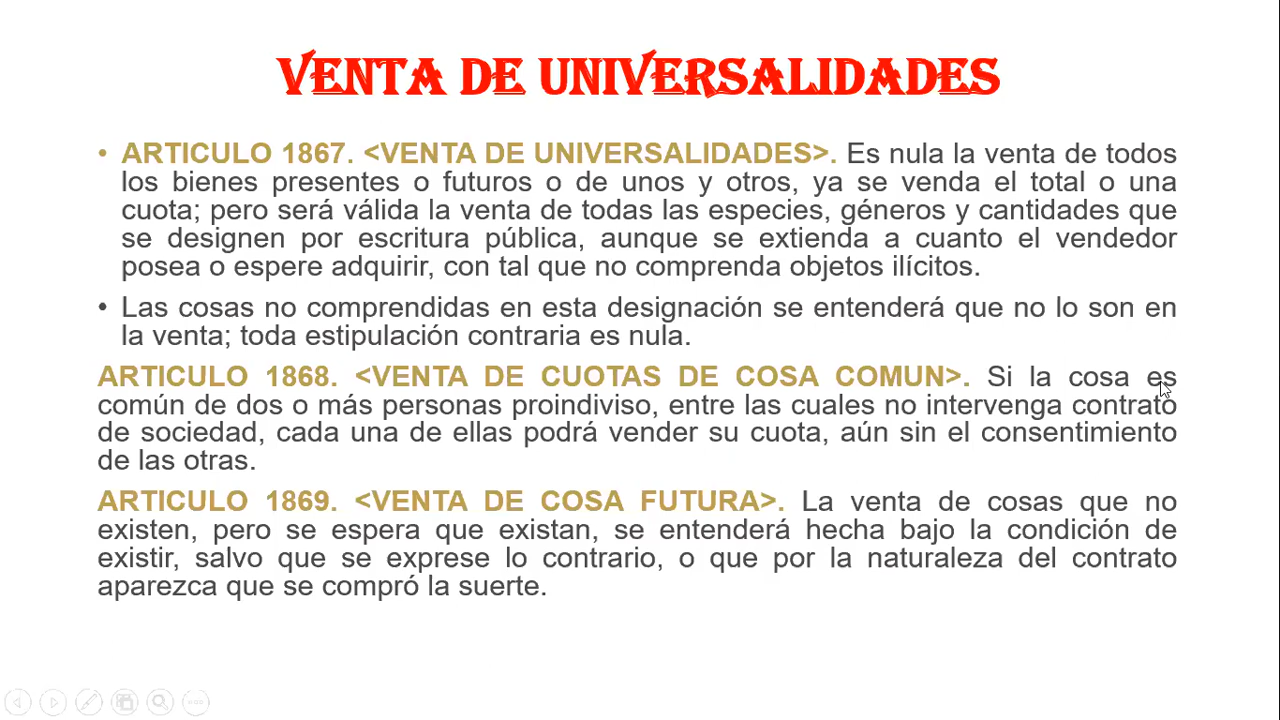 VENTA DE UNIVERSALIDADES
• ARTICULO 1867. <VENTA DE UNIVERSALIDADES>. Es nula la venta de todos
los bienes presentes o futuros o de unos y otros, ya se venda el total o una
cuota; pero será válida la venta de todas las especies, géneros y cantidades que
se designen por escritura pública, aunque se extienda a cuanto el vendedor
posea o espere adquirir, con tal que no comprenda objetos ilícitos.
• Las cosas no comprendidas en esta designación se entenderá que no lo son en
la venta; toda estipulación contraria es nula.
ARTICULO 1868. <VENTA DE CUOTAS DE COSA COMUN>. Si la cosa es
común de dos o más personas proindiviso, entre las cuales no intervenga contrato
de sociedad, cada una de ellas podrá vender su cuota, aún sin el consentimiento
de las otras.
ARTICULO 1869. <VENTA DE COSA FUTURA>. La venta de cosas que no
existen, pero se espera que existan, se entenderá hecha bajo la condición de
existir, salvo que se exprese lo contrario, o que por la naturaleza del contrato
aparezca que se compró la suerte.